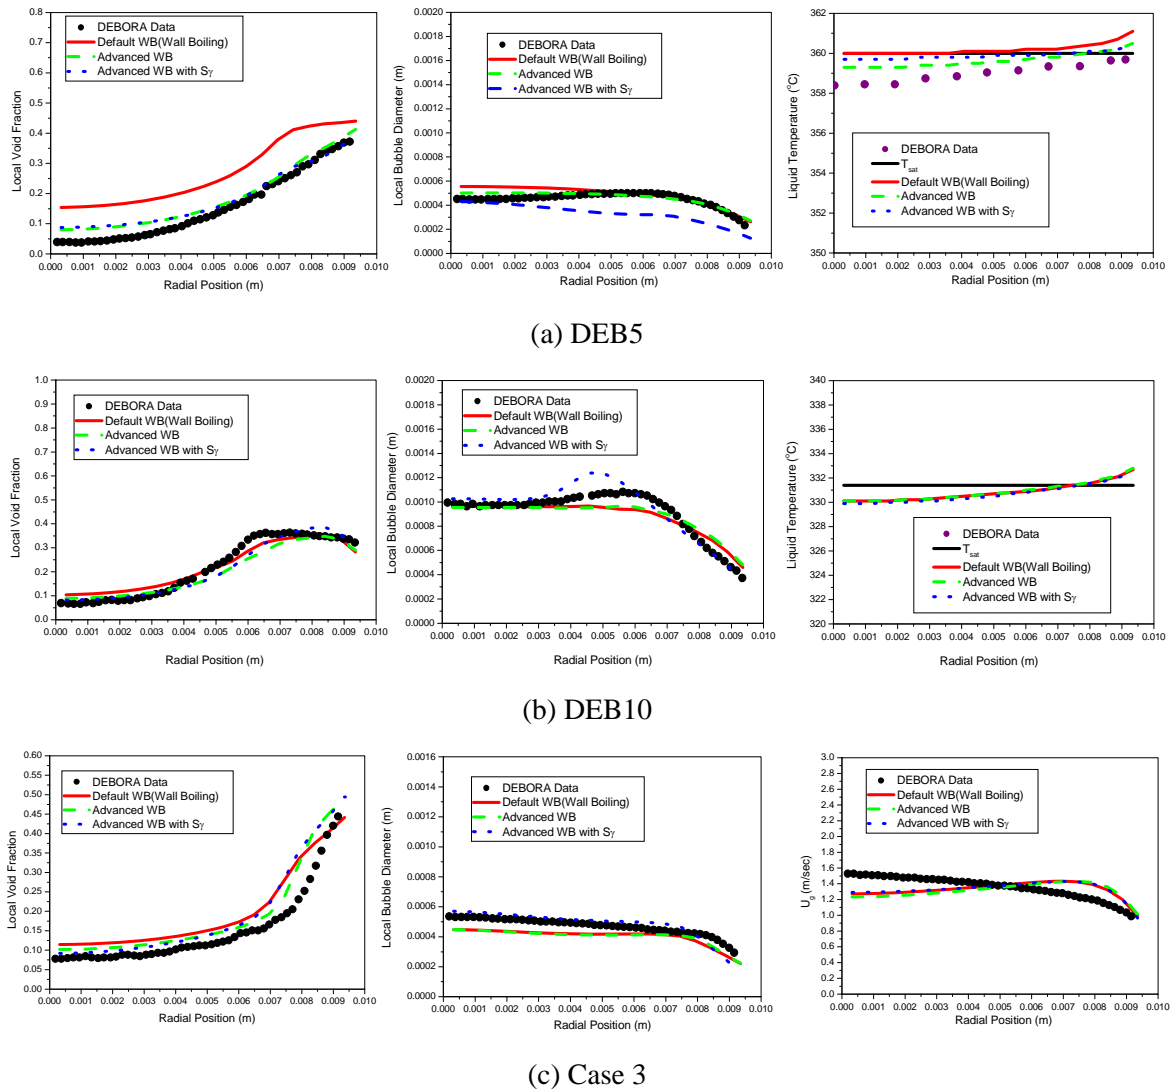 0.8
0.7
0.6
0.5
0.4
0.3
0.2
0.1
0.0
Local Void Fraction
DEBORA Data
Default WB(Wall Boiling)
Advanced WB
Advanced WB with Sγ
0.000 0.001 0.002 0.003 0.004 0.005 0.006 0.007 0.008 0.009 0.010
Radial Position (m)
0.0020
0.0018
0.0016
0.0014
0.0012
0.0010
0.0008
0.0006
0.0004
0.0002
0.0000
Local Bubble Diameter (m)
DEBORA Data
Default WB(Wall Boiling)
Advanced WB
Advanced WB with Sγ
0.000 0.001 0.002 0.003 0.004 0.005 0.006 0.007 0.008 0.009 0.010
Radial Position (m)
362
360
358
356
354
352
350
Liquid Temperature (°C)
DEBORA Data
Tsat
Default WB(Wall Boiling)
Advanced WB
Advanced WB with Sγ
0.000 0.001 0.002 0.003 0.004 0.005 0.006 0.007 0.008 0.009 0.010
Radial Position (m)
(a) DEB5
1.0
0.9
0.8
0.7
0.6
0.5
0.4
0.3
0.2
0.1
0.0
Local Void Fraction
DEBORA Data
Default WB(Wall Boiling)
Advanced WB
Advanced WB with Sγ
0.000 0.001 0.002 0.003 0.004 0.005 0.006 0.007 0.008 0.009 0.010
Radial Position (m)
0.0020
0.0018
0.0016
0.0014
0.0012
0.0010
0.0008
0.0006
0.0004
0.0002
0.0000
Local Bubble Diameter (m)
DEBORA Data
Default WB(Wall Boiling)
Advanced WB
Advanced WB with Sγ
0.000 0.001 0.002 0.003 0.004 0.005 0.006 0.007 0.008 0.009 0.010
Radial Position (m)
340
338
336
334
332
330
328
326
324
322
320
Liquid Temperature (°C)
DEBORA Data
Tsat
Default WB(Wall Boiling)
Advanced WB
Advanced WB with Sγ
0.000 0.001 0.002 0.003 0.004 0.005 0.006 0.007 0.008 0.009 0.010
Radial Position (m)
(b) DEB10
0.60
0.55
0.50
0.45
0.40
0.35
0.30
0.25
0.20
0.15
0.10
0.05
0.00
Local Void Fraction
DEBORA Data
Default WB(Wall Boiling)
Advanced WB
Advanced WB with Sγ
0.000 0.001 0.002 0.003 0.004 0.005 0.006 0.007 0.008 0.009 0.010
Radial Position (m)
0.0016
0.0014
0.0012
0.0010
0.0008
0.0006
0.0004
0.0002
0.0000
Local Bubble Diameter (m)
DEBORA Data
Default WB(Wall Boiling)
Advanced WB
Advanced WB with Sγ
0.000 0.001 0.002 0.003 0.004 0.005 0.006 0.007 0.008 0.009 0.010
Radial Position (m)
3.0
2.8
2.6
2.4
2.2
2.0
1.8
1.6
1.4
1.2
1.0
0.8
0.6
0.4
0.2
0.0
Ug (m/sec)
DEBORA Data
Default WB(Wall Boiling)
Advanced WB
Advanced WB with Sγ
0.000 0.001 0.002 0.003 0.004 0.005 0.006 0.007 0.008 0.009 0.010
Radial Position (m)
(c) Case 3